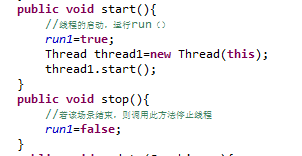 public void start(){
//线程的启动，运行run（）
run1=true;
Thread thread1=new Thread(this);
thread1.start();
}
public void stop(){
//若该场景结束，则调用此方法停止线程
run1=false;
}